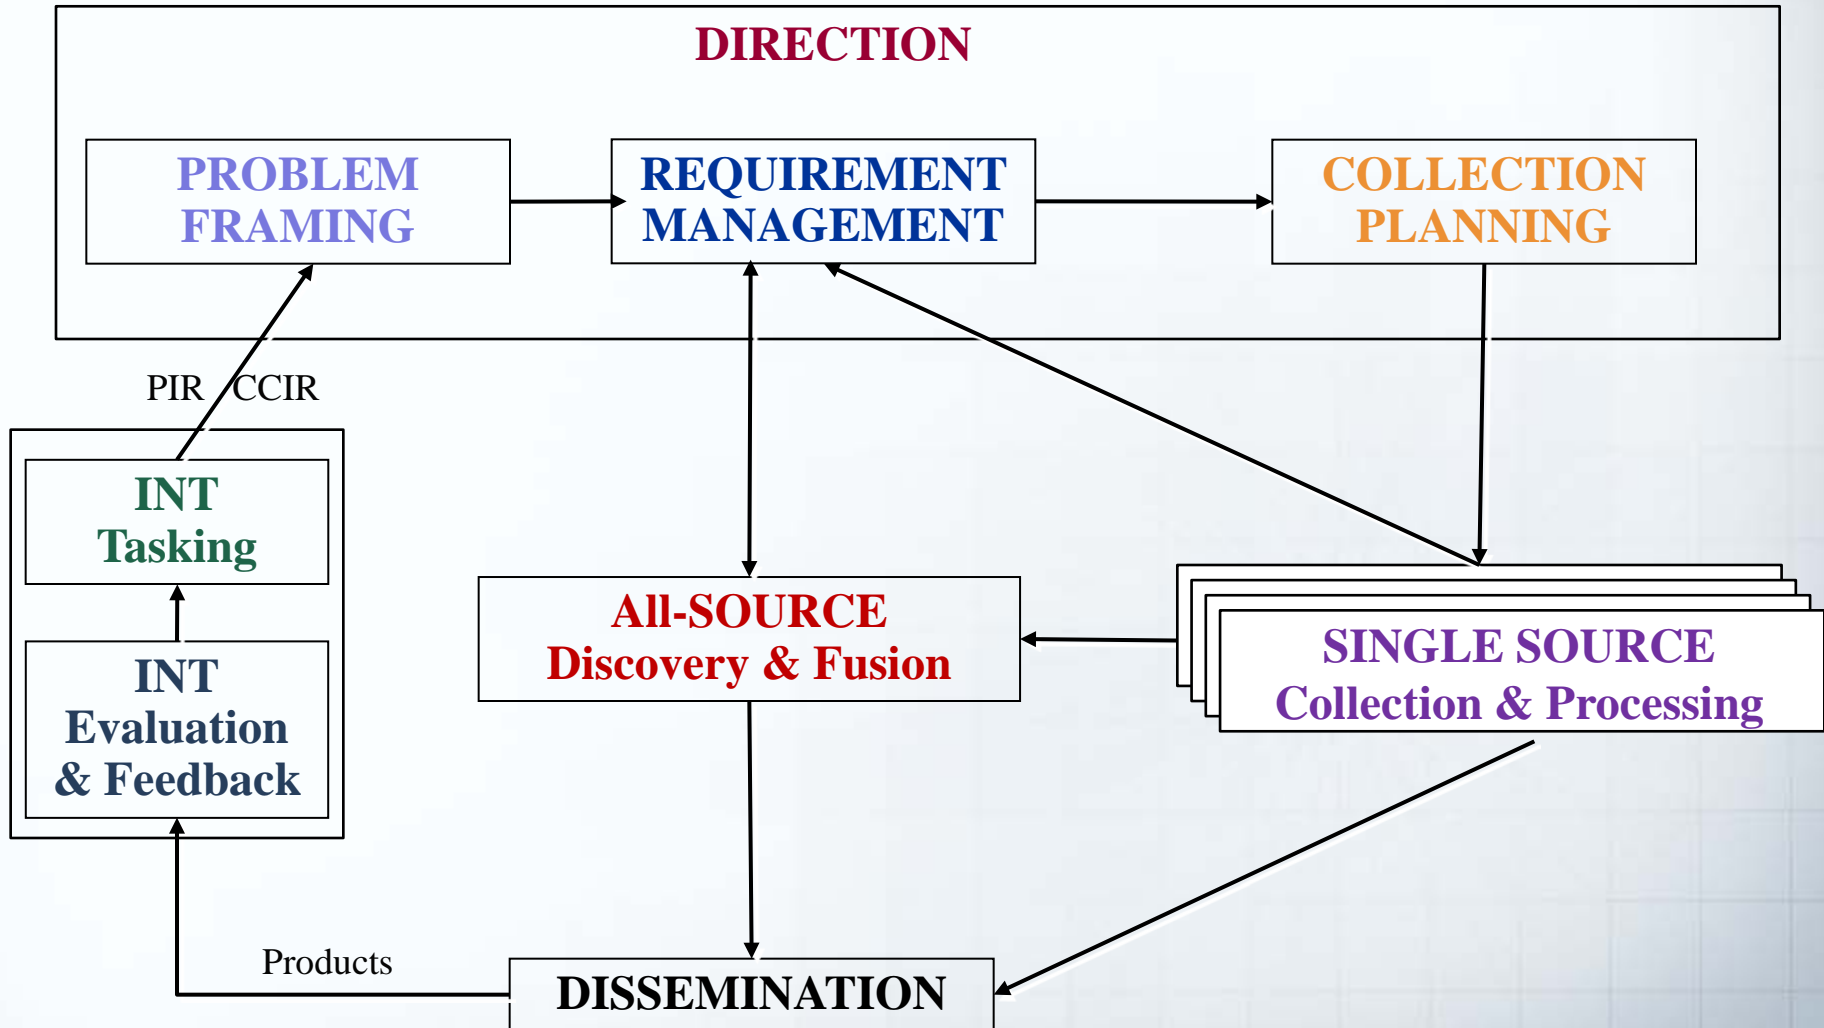 DIRECTION
PROBLEM
FRAMING
REQUIREMENT
MANAGEMENT
COLLECTION
PLANNING
PIR CCIR
INT
Tasking
INT
Evaluation
& Feedback
All-SOURCE
Discovery & Fusion
SINGLE SOURCE
Collection & Processing
Products
DISSEMINATION